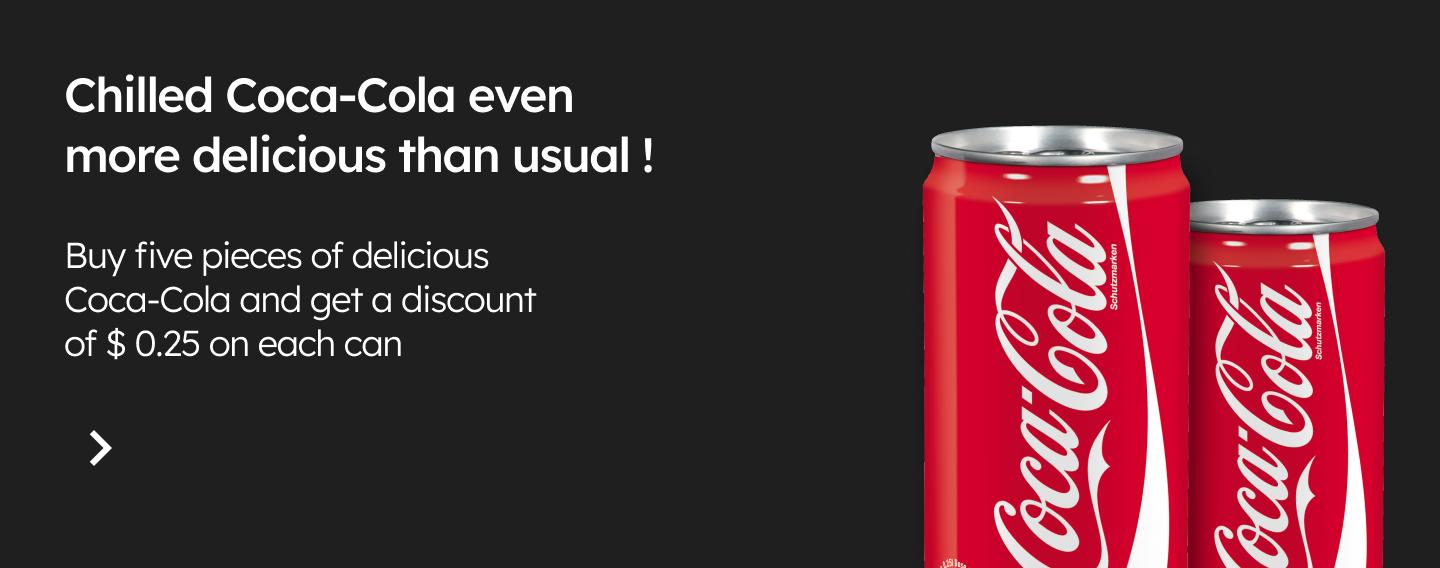 Chilled Coca-Cola even
more delicious than usual !
Buy five pieces of delicious
Coca-Cola and get a discount
of $ 0.25 on each can
Coca-Cola
Schutzmarken
Coca-Cola
Schutzmarken